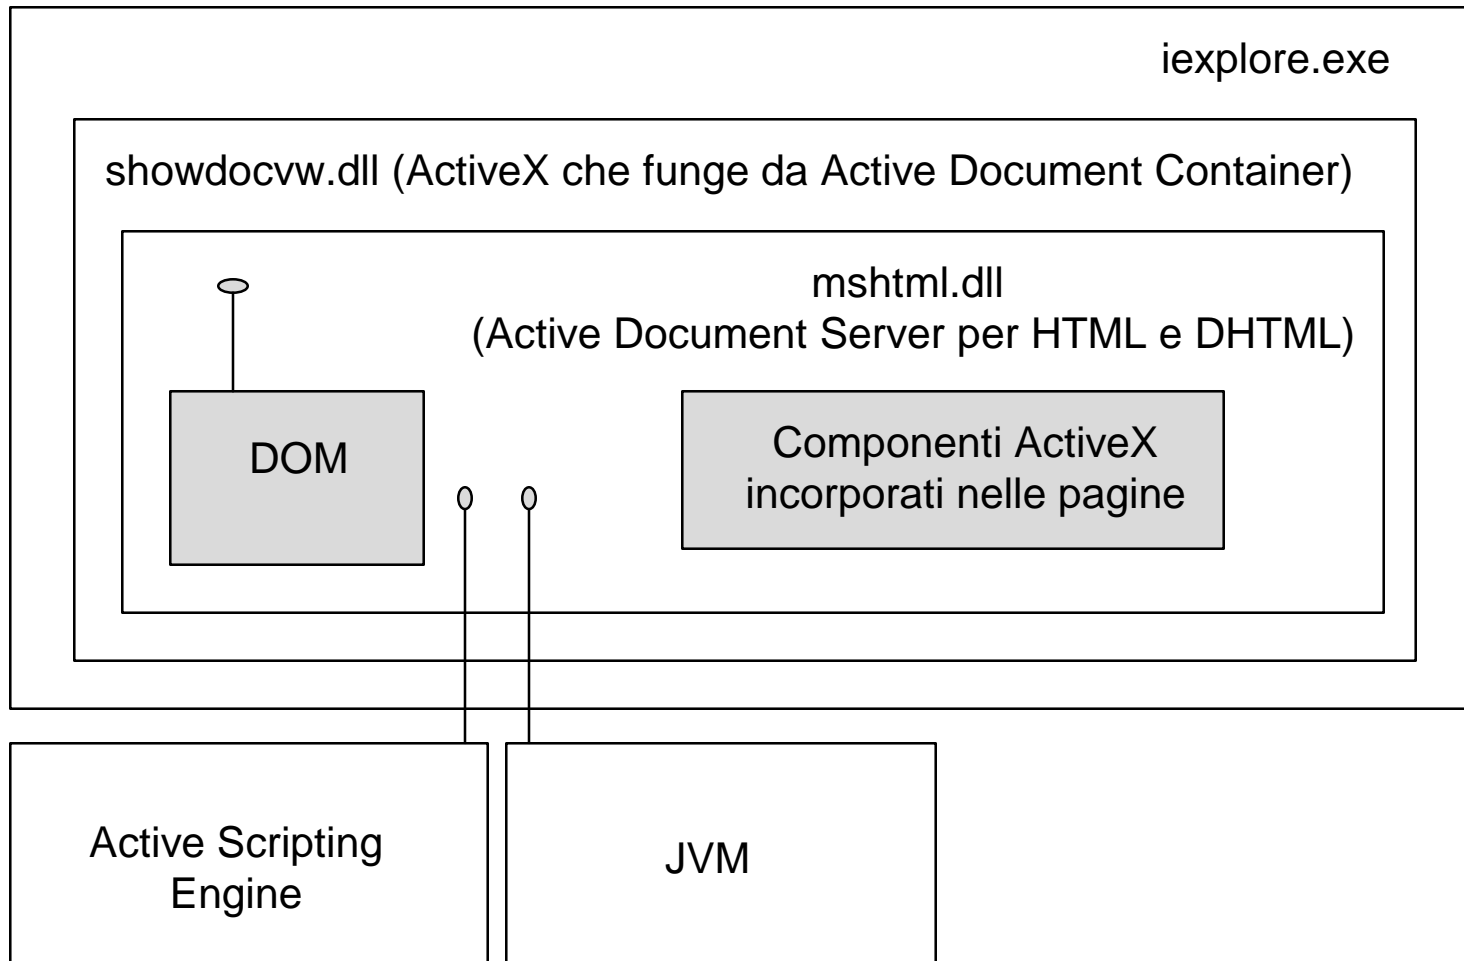 iexplore.exe
showdocvw.dll (ActiveX che funge da Active Document Container)
mshtml.dll
(Active Document Server per HTML e DHTML)
DOM
Componenti ActiveX
incorporati nelle pagine
Active Scripting
Engine
JVM